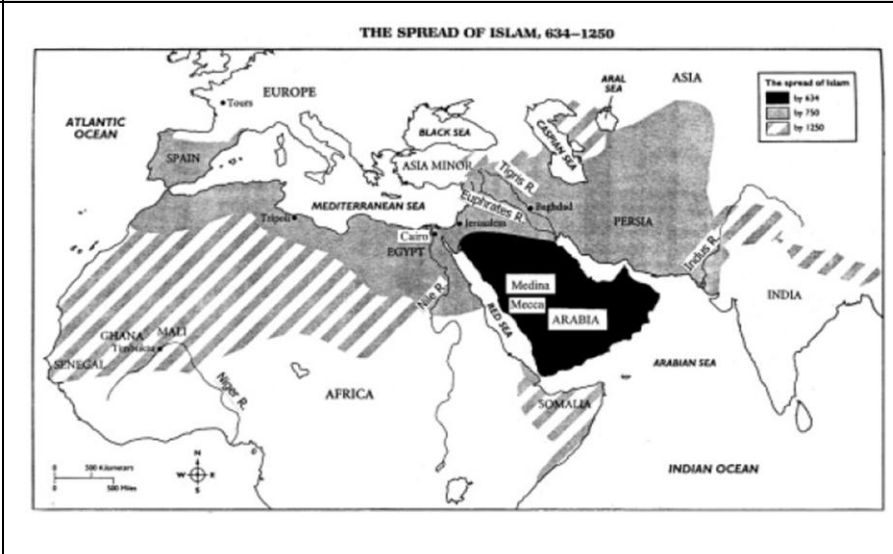 THE SPREAD OF ISLAM, 634–1250
ARAL
SEA
ASIA
The spread of Islam
by 634
by 750
by 1250
EUROPE
Tours
ATLANTIC
OCEAN
BLACK SEA
CASPIAN SEA
SPAIN
ASIA MINOR
Tigris R.
MEDITERRANEAN SEA
Euphrates R.
Baghdad
Tripoli
Jerusalem
PERSIA
Cairo
EGYPT
Indus R.
Medina
Nie R.
Mecca
INDIA
RED SEA
ARABIA
GHANA
MALI
Timbuktu
SENEGAL
ARABIAN SEA
Niger R.
AFRICA
SOMALIA
N
W
E
S
0 500 Kilometers
0 500 Miles
INDIAN OCEAN